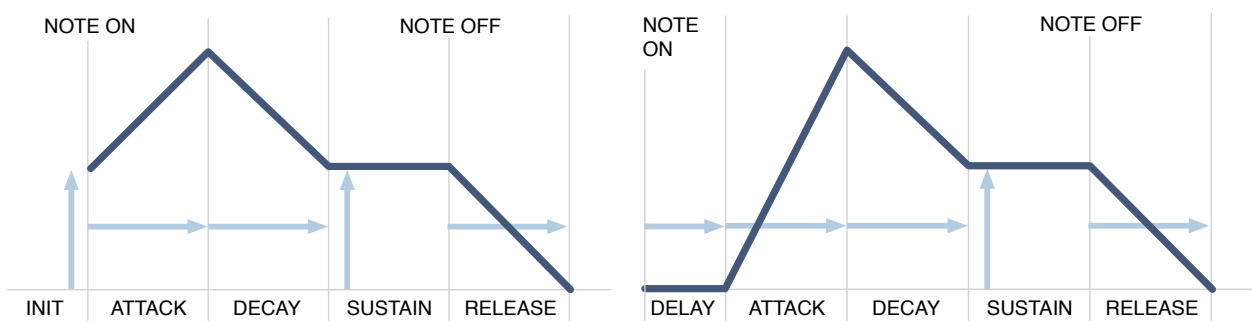 NOTE ON
NOTE OFF
INIT
ATTACK
DECAY
SUSTAIN
RELEASE
NOTE
ON
NOTE OFF
DELAY
ATTACK
DECAY
SUSTAIN
RELEASE